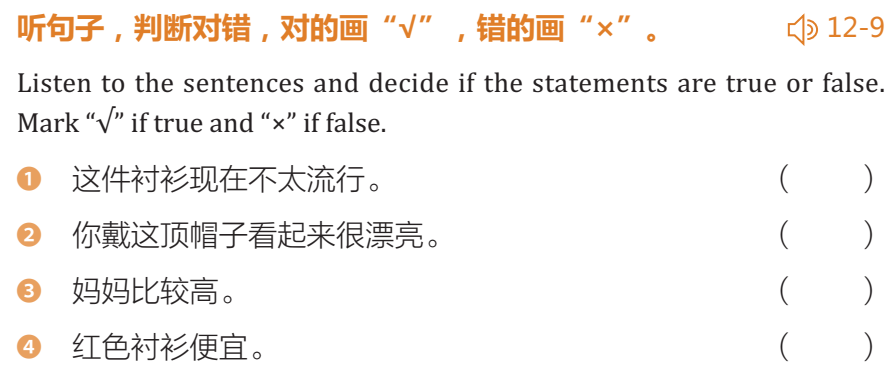 听句子，判断对错，对的画“√”，错的画“×”。 12-9
Listen to the sentences and decide if the statements are true or false.
Mark “√” if true and “×” if false.
1 这件衬衫现在不太流行。 （ ）
2 你戴这顶帽子看起来很漂亮。 （ ）
3 妈妈比较高。 （ ）
4 红色衬衫便宜。 （ ）